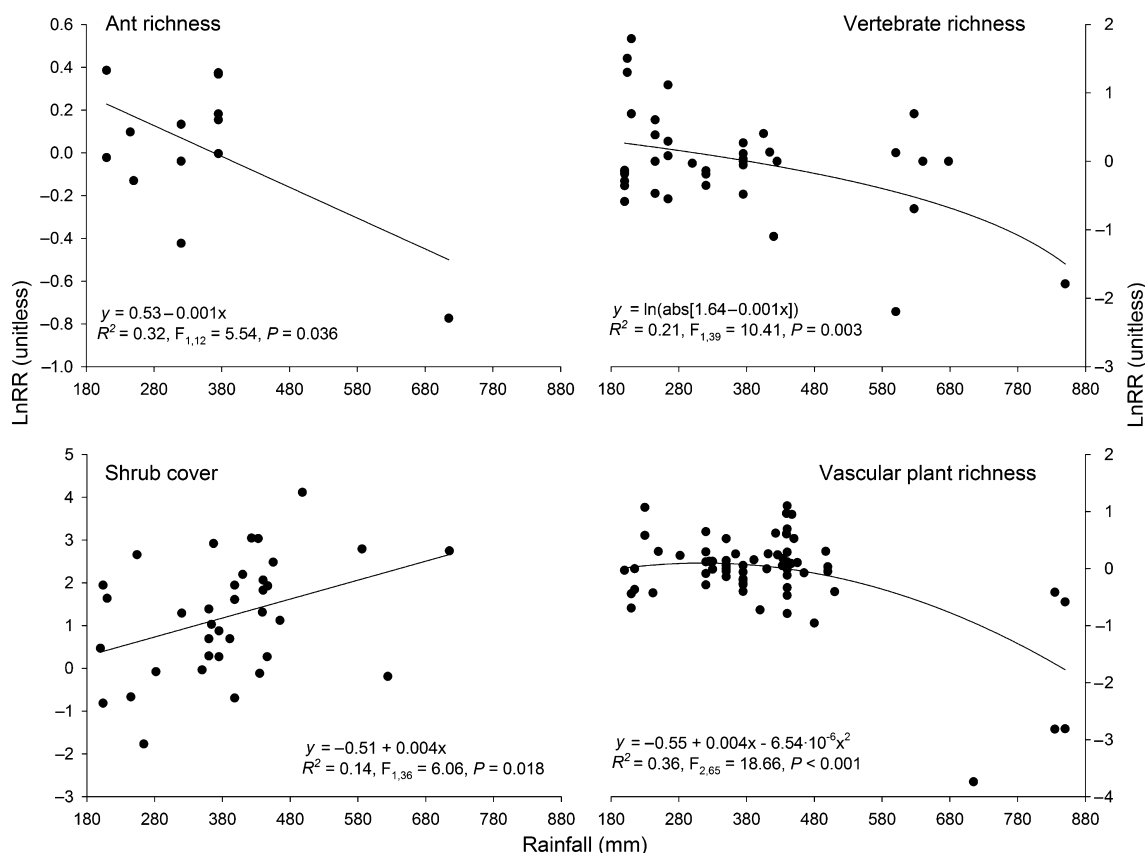 Ant richness
0.6
0.4
0.2
0.0
–0.2
–0.4
–0.6
–0.8
–1.0
y = 0.53 – 0.001x
R² = 0.32, F1,12 = 5.54, P = 0.036
180 280 380 480 580 680 780 880
Vertebrate richness
2
1
0
–1
–2
–3
y = ln(abs[1.64–0.001x])
R² = 0.21, F1,39 = 10.41, P = 0.003
180 280 380 480 580 680 780 880
LnRR (unitless)
LnRR (unitless)
Shrub cover
5
4
3
2
1
0
–1
–2
–3
y = –0.51 + 0.004x
R² = 0.14, F1,36 = 6.06, P = 0.018
180 280 380 480 580 680 780 880
Vascular plant richness
2
1
0
–1
–2
–3
–4
y = –0.55 + 0.004x - 6.54·10⁻⁶x²
R² = 0.36, F2,65 = 18.66, P < 0.001
180 280 380 480 580 680 780 880
Rainfall (mm)